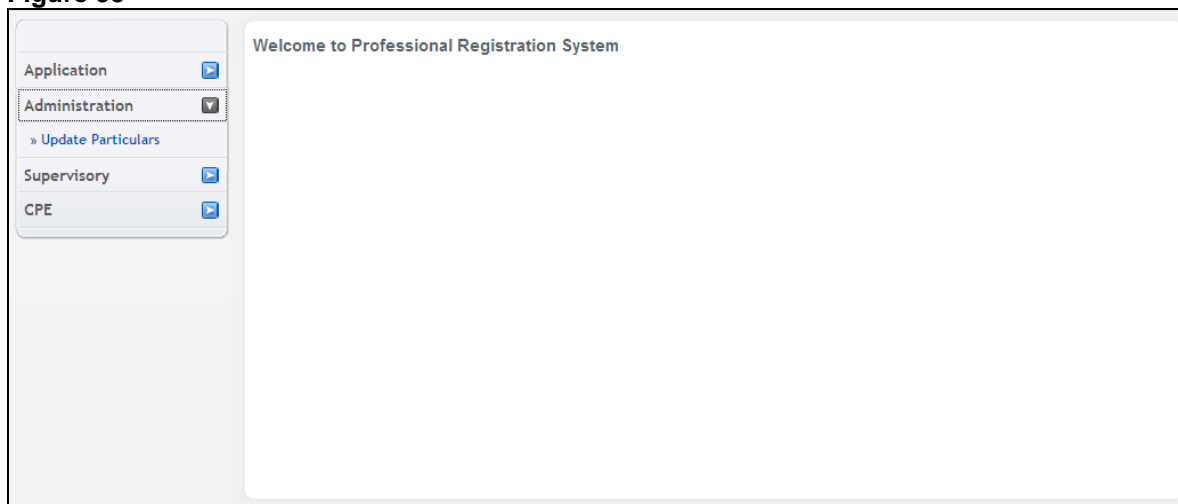 Welcome to Professional Registration System
Application
Administration
» Update Particulars
Supervisory
CPE